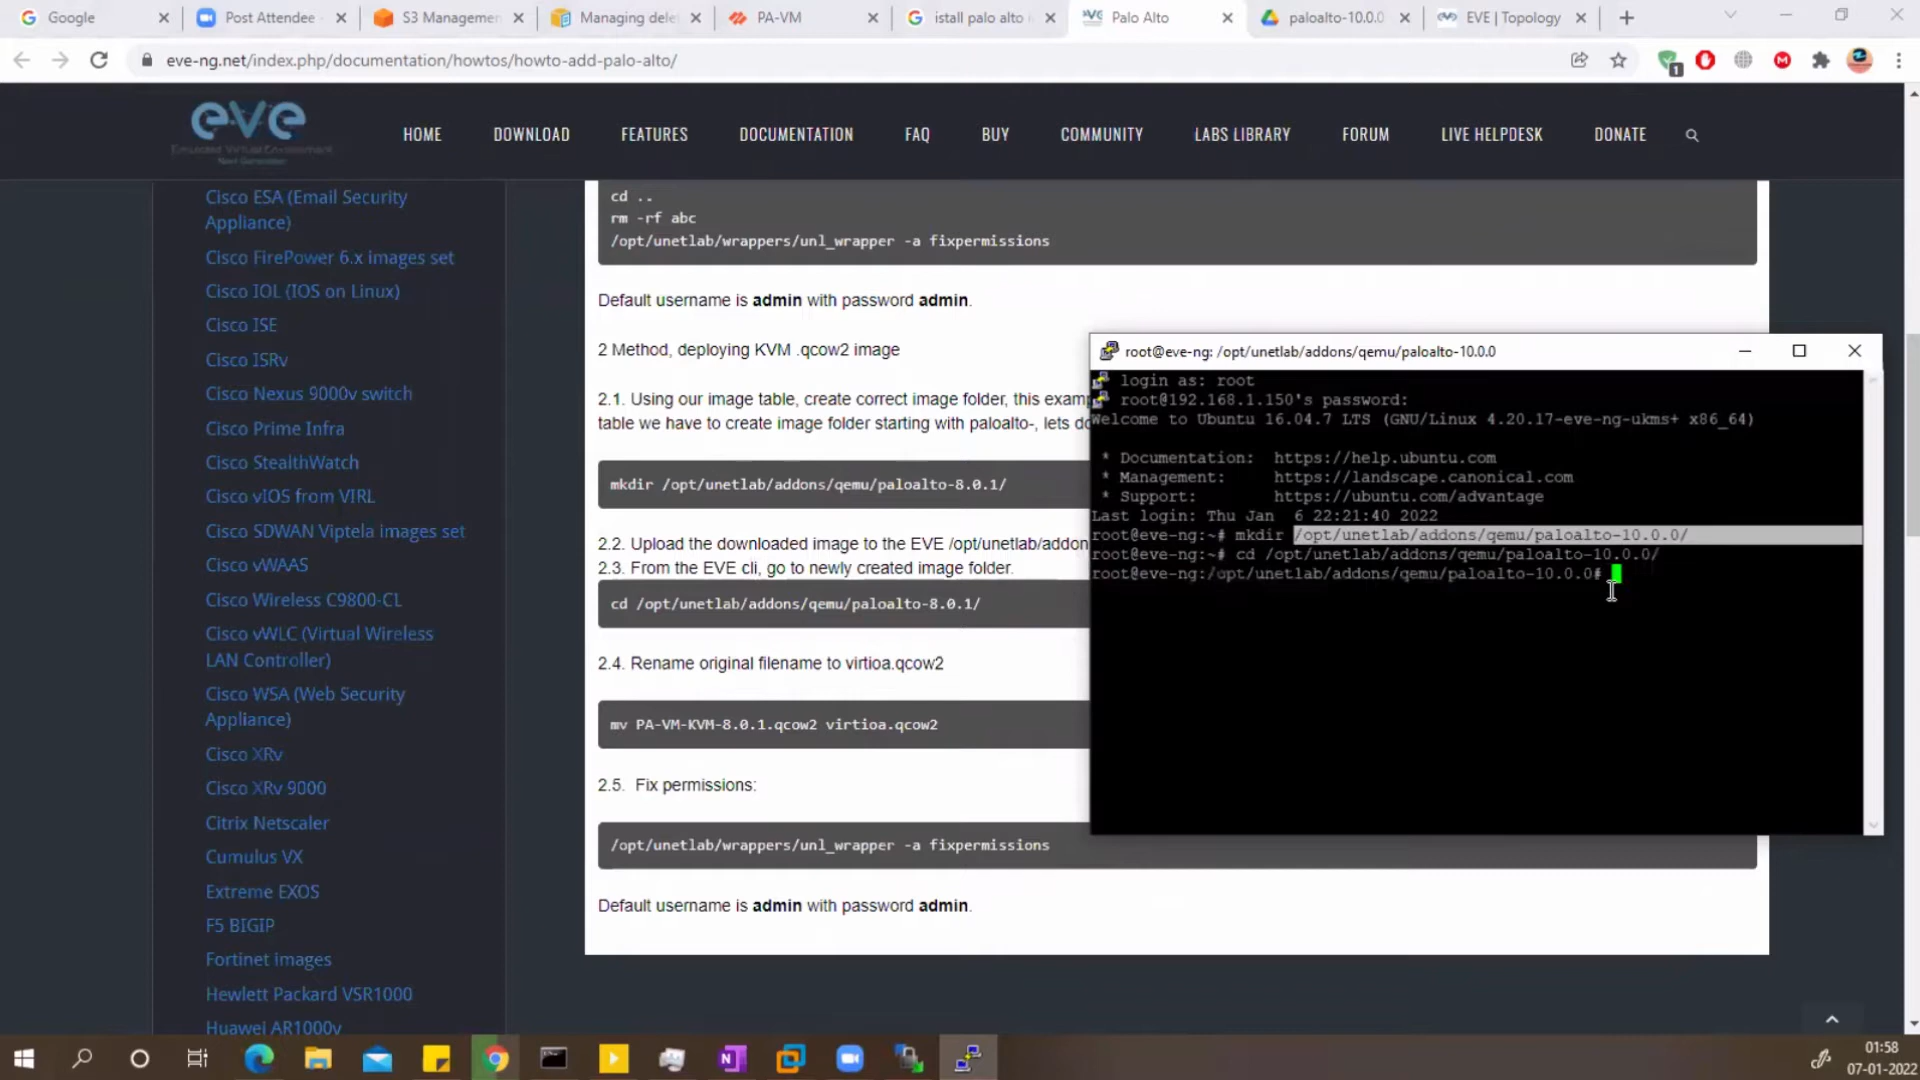 Google
Post Attendee -
S3 Managemen
Managing dele
PA-VM
istall palo alto i
Palo Alto
paloalto-10.0.0
EVE | Topology
eve-ng.net/index.php/documentation/howtos/howto-add-palo-alto/
1
eve
Emulated Virtual Environment
Next Generation
HOME
DOWNLOAD
FEATURES
DOCUMENTATION
FAQ
BUY
COMMUNITY
LABS LIBRARY
FORUM
LIVE HELPDESK
DONATE
Cisco ESA (Email Security
Appliance)
Cisco FirePower 6.x images set
Cisco IOL (IOS on Linux)
Cisco ISE
Cisco ISRv
Cisco Nexus 9000v switch
Cisco Prime Infra
Cisco StealthWatch
Cisco vIOS from VIRL
Cisco SDWAN Viptela images set
Cisco vWAAS
Cisco Wireless C9800-CL
Cisco vWLC (Virtual Wireless
LAN Controller)
Cisco WSA (Web Security
Appliance)
Cisco XRv
Cisco XRv 9000
Citrix Netscaler
Cumulus VX
Extreme EXOS
F5 BIGIP
Fortinet images
Hewlett Packard VSR1000
Huawei AR1000v
cd ..
rm -rf abc
/opt/unetlab/wrappers/unl_wrapper -a fixpermissions
Default username is admin with password admin.
2 Method, deploying KVM .qcow2 image
2.1. Using our image table, create correct image folder, this examp
table we have to create image folder starting with paloalto-, lets do
mkdir /opt/unetlab/addons/qemu/paloalto-8.0.1/
2.2. Upload the downloaded image to the EVE /opt/unetlab/addon
2.3. From the EVE cli, go to newly created image folder.
cd /opt/unetlab/addons/qemu/paloalto-8.0.1/
2.4. Rename original filename to virtioa.qcow2
mv PA-VM-KVM-8.0.1.qcow2 virtioa.qcow2
2.5. Fix permissions:
/opt/unetlab/wrappers/unl_wrapper -a fixpermissions
Default username is admin with password admin.
root@eve-ng: /opt/unetlab/addons/qemu/paloalto-10.0.0
login as: root
root@192.168.1.150's password:
Welcome to Ubuntu 16.04.7 LTS (GNU/Linux 4.20.17-eve-ng-ukms+ x86_64)
* Documentation: https://help.ubuntu.com
* Management: https://landscape.canonical.com
* Support: https://ubuntu.com/advantage
Last login: Thu Jan 6 22:21:40 2022
root@eve-ng:~# mkdir /opt/unetlab/addons/qemu/paloalto-10.0.0/
root@eve-ng:~# cd /opt/unetlab/addons/qemu/paloalto-10.0.0/
root@eve-ng:/opt/unetlab/addons/qemu/paloalto-10.0.0#
01:58
07-01-2022